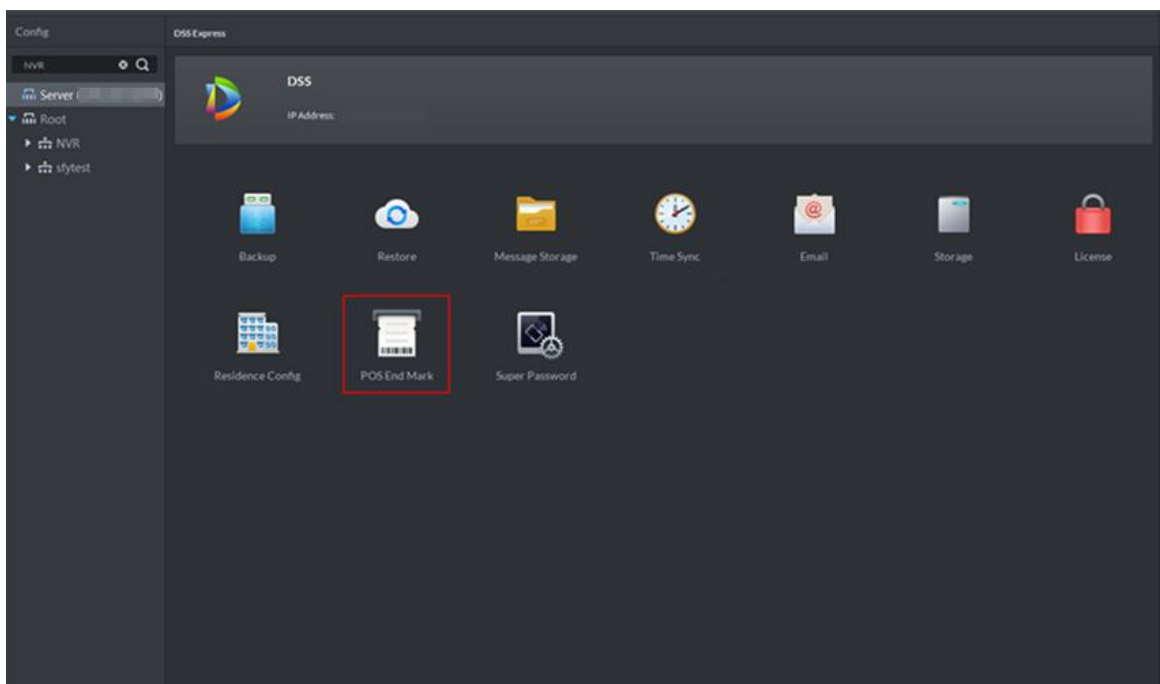 Config
DSS Express
NVR
Server (
)
Root
NVR
sfytest
DSS
IP Address:
Backup
Restore
Message Storage
Time Sync
Email
Storage
License
Residence Config
POS End Mark
Super Password